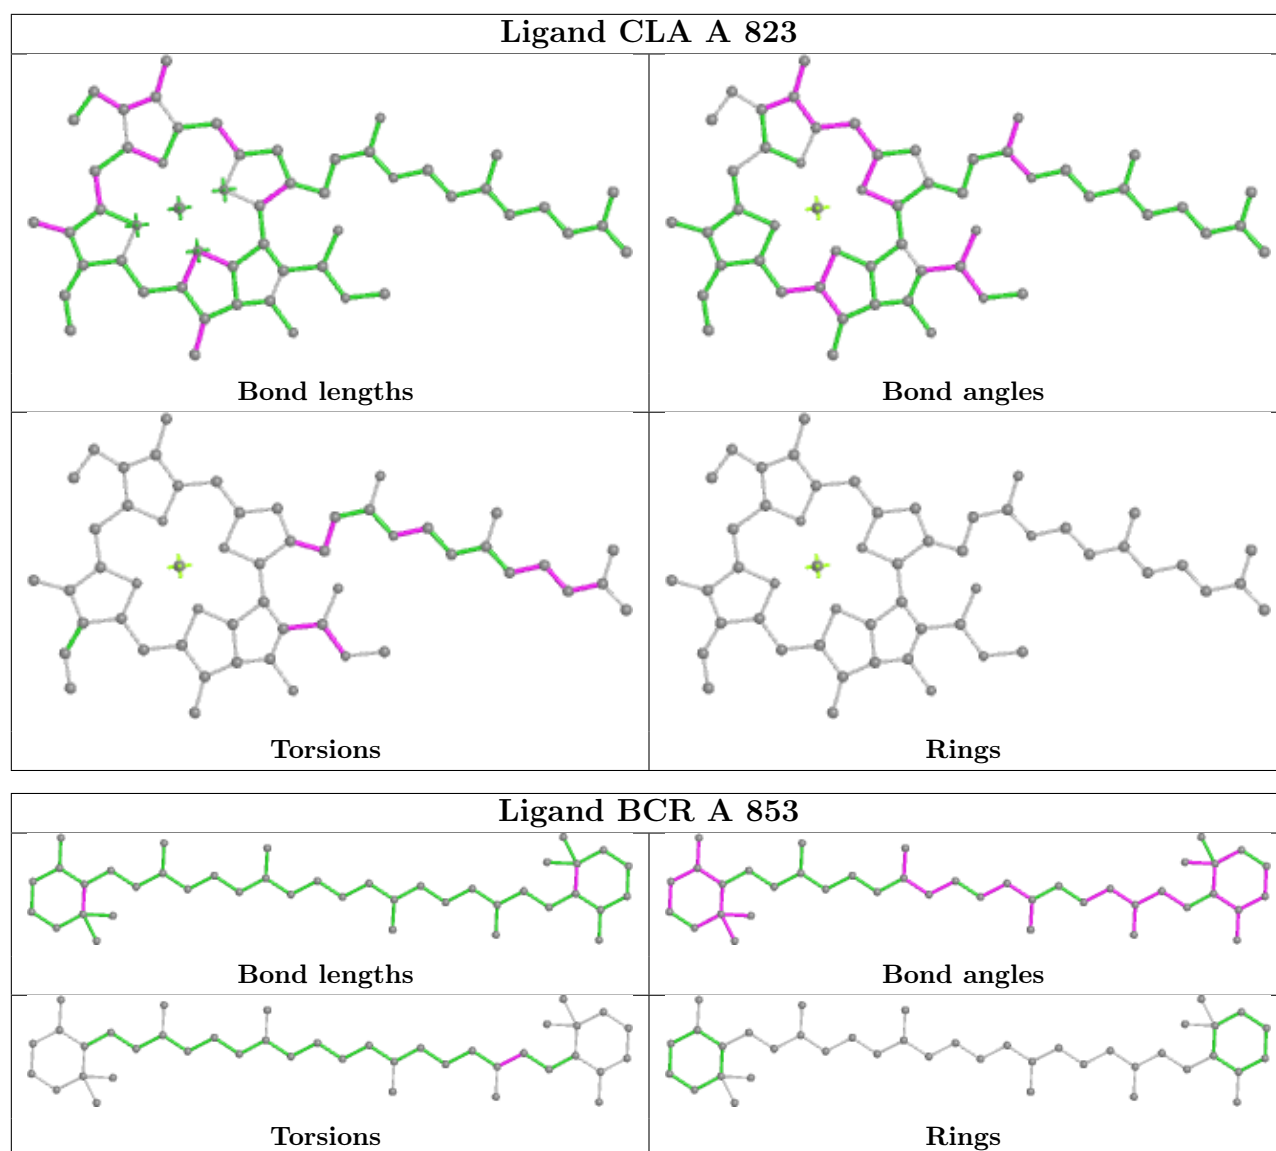 Ligand CLA A 823
Bond lengths
Bond angles
Torsions
Rings
Ligand BCR A 853
Bond lengths
Bond angles
Torsions
Rings